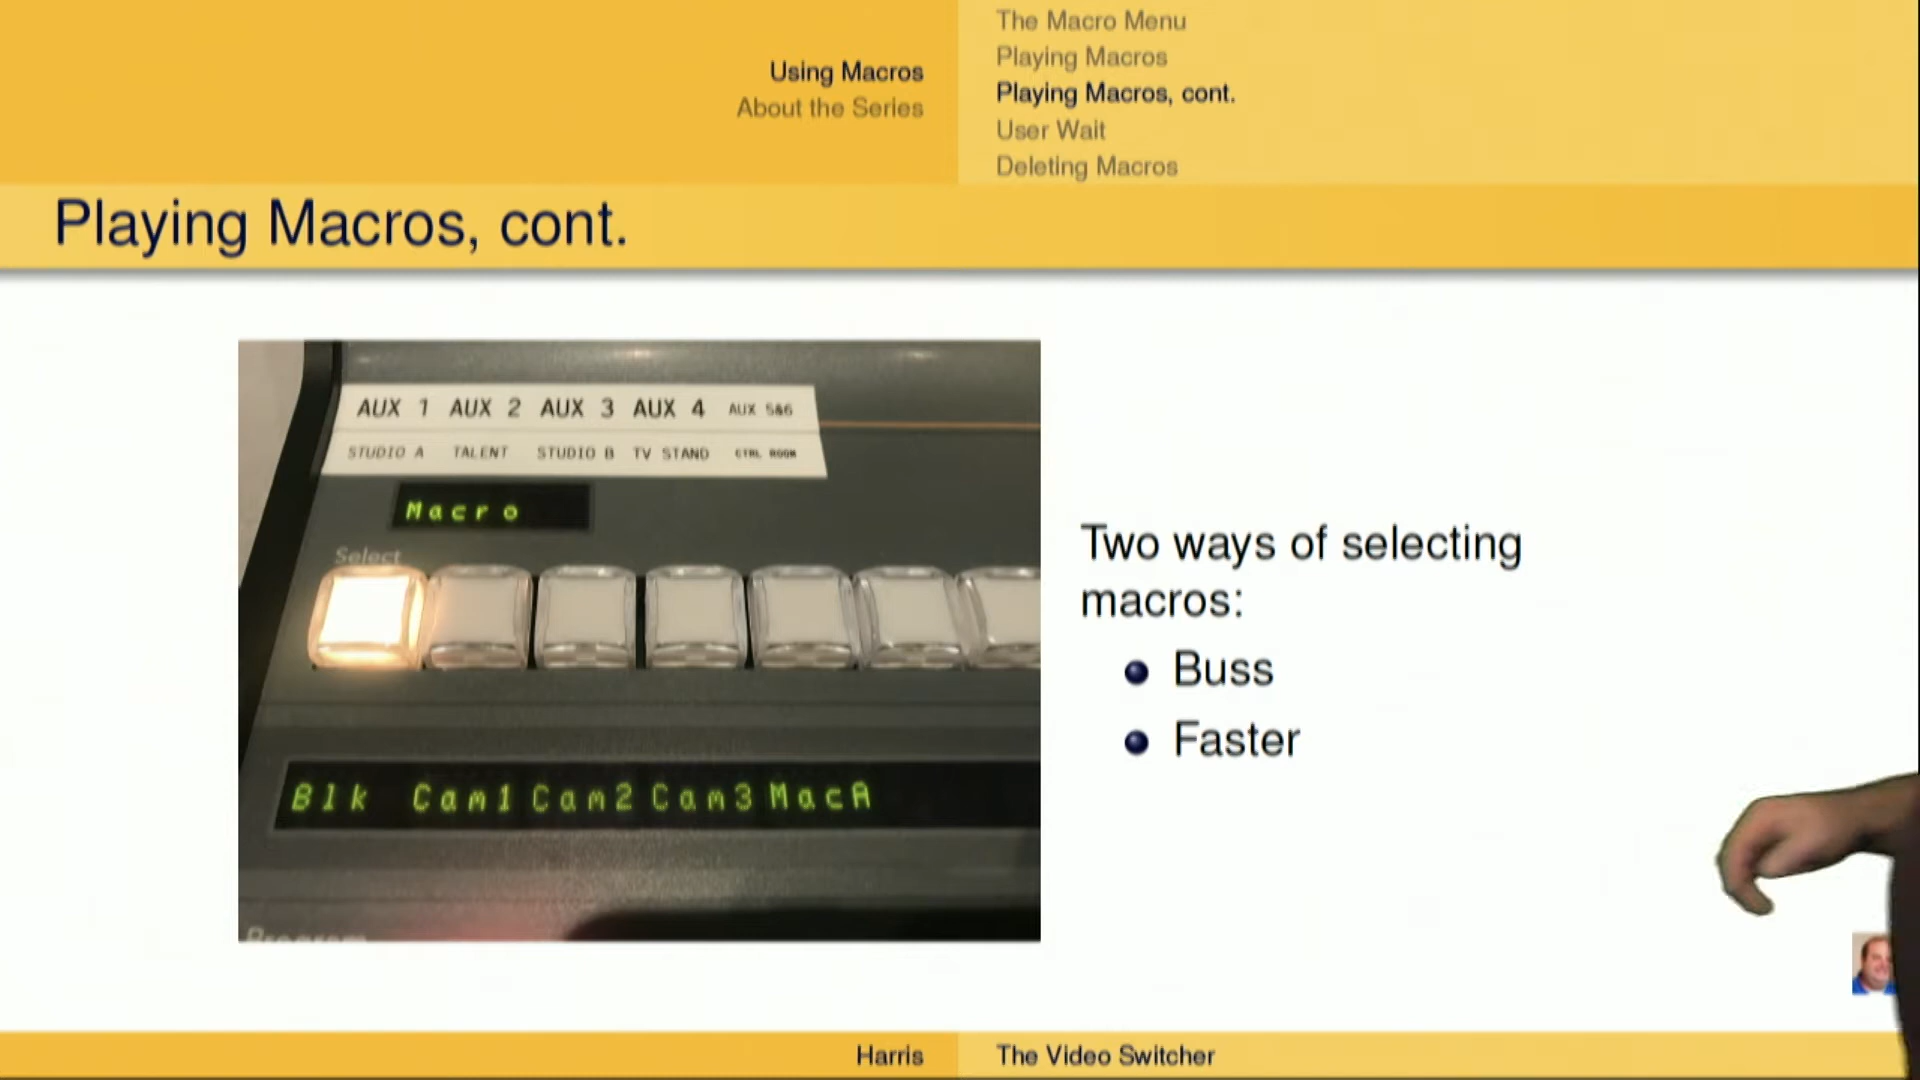 Using Macros
About the Series
The Macro Menu
Playing Macros
Playing Macros, cont.
User Wait
Deleting Macros
Playing Macros, cont.
AUX 1 AUX 2 AUX 3 AUX 4 AUX 5&6
STUDIO A TALENT STUDIO B TV STAND CTRL ROOM
Macro
Select
Blk Cam1 Cam2 Cam3 MacA
Program
Two ways of selecting
macros:
Buss
Faster
Harris
The Video Switcher